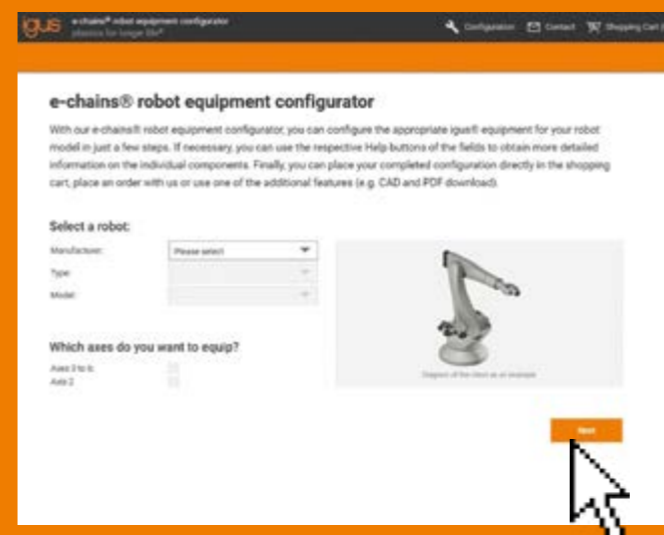 igus
e-chains® robot equipment configurator
plastics for longer life®
Configuration Contact Shopping Cart
e-chains® robot equipment configurator
With our e-chains® robot equipment configurator, you can configure the appropriate igus® equipment for your robot
model in just a few steps. If necessary, you can use the respective Help buttons of the fields to obtain more detailed
information on the individual components. Finally, you can place your completed configuration directly in the shopping
cart, place an order with us or use one of the additional features (e.g. CAD and PDF download).
Select a robot:
Manufacturer: Please select
Type:
Model:
Which axes do you want to equip?
Axes 3 to 6:
Axis 2
Diagram of the robot as an example
Next